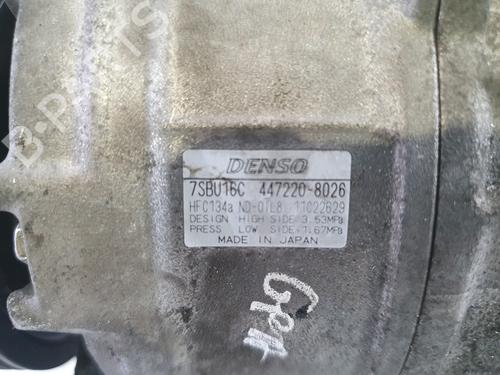 DENSO
7SBU16C 447220-8026
HFC134a ND-OIL8 11022629
DESIGN HIGH SIDE:3.53MPa
PRESS LOW SIDE:1.67MPa
MADE IN JAPAN
B-PARTS